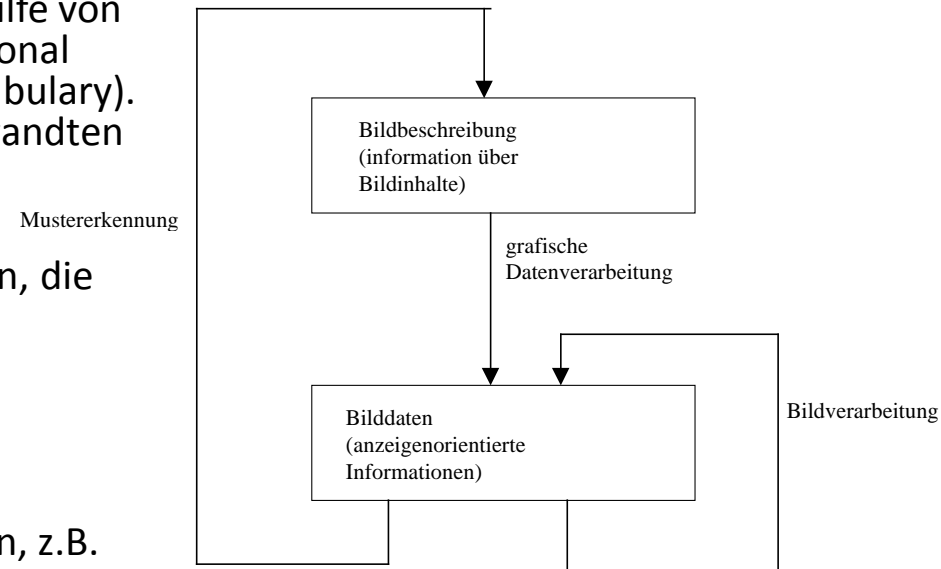 ilfe von
onal
bulary).
andten
n, die
n, z.B.
Bildbeschreibung
(information über
Bildinhalte)
Mustererkennung
grafische
Datenverarbeitung
Bilddaten
(anzeigenorientierte
Informationen)
Bildverarbeitung